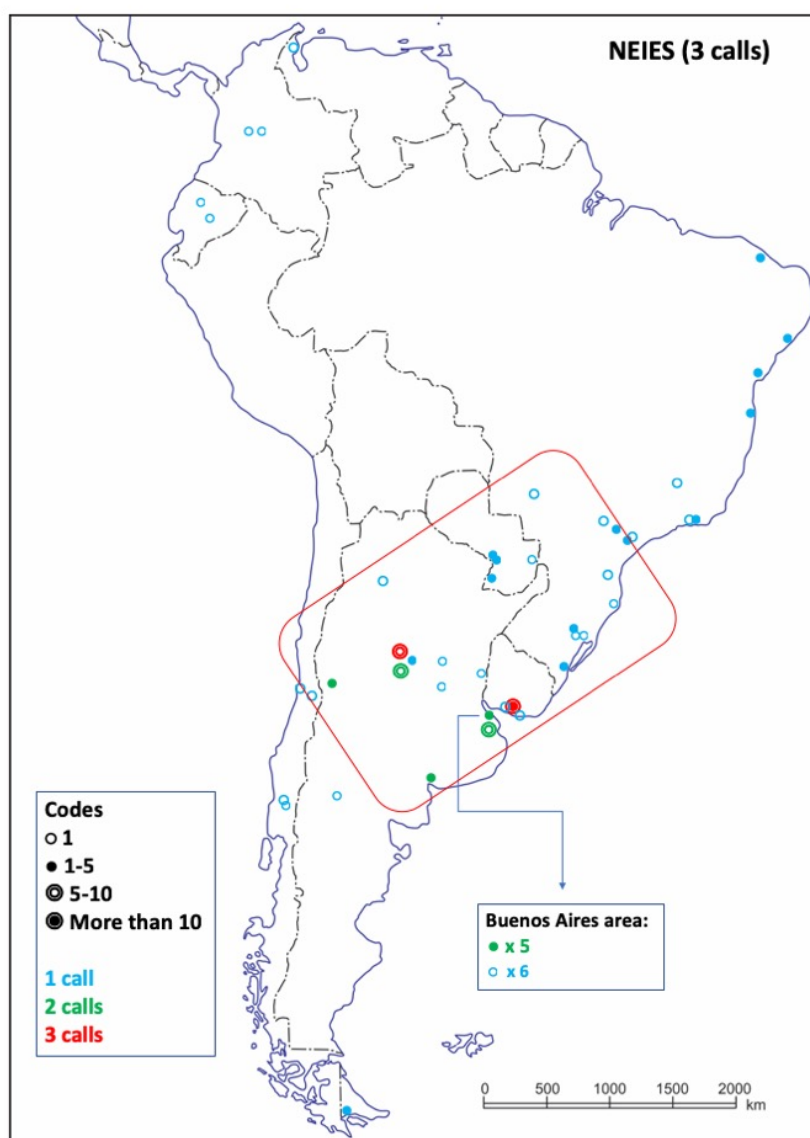 NEIES (3 calls)
Codes
1
1-5
5-10
More than 10
1 call
2 calls
3 calls
Buenos Aires area:
x 5
x 6
0 500 1000 1500 2000
km